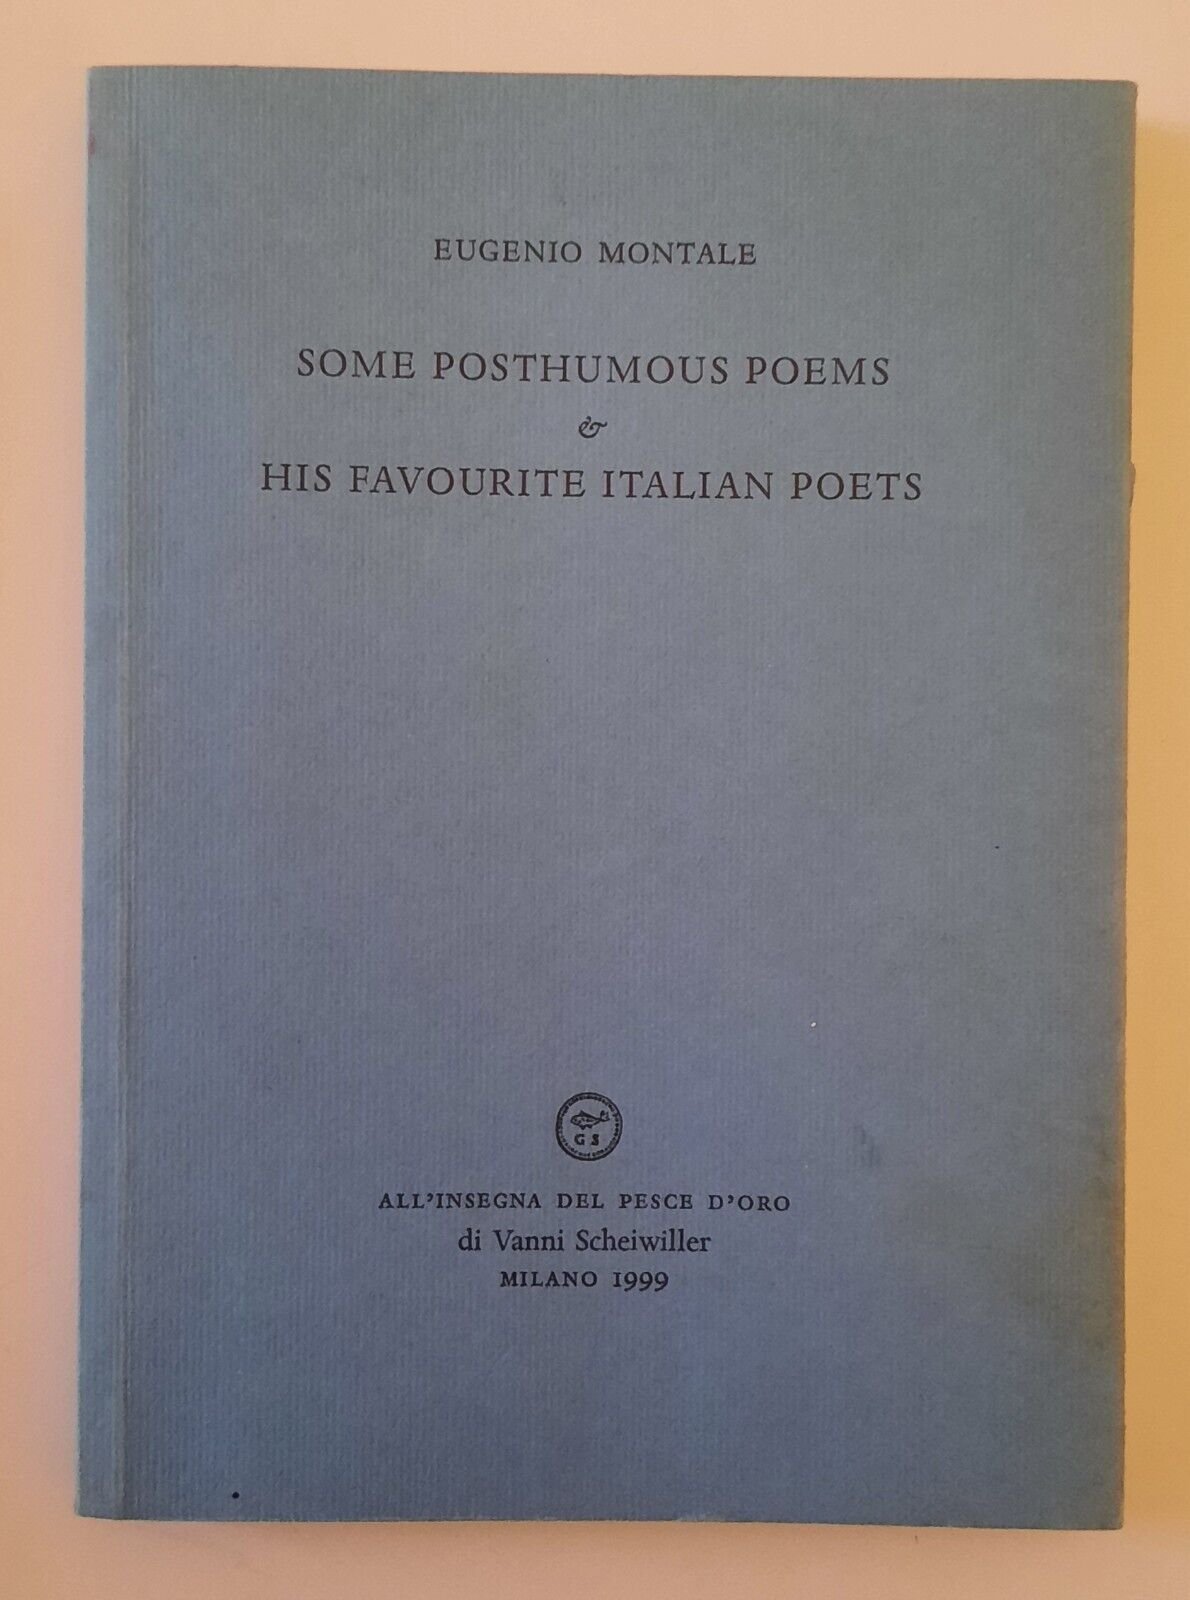 EUGENIO MONTALE
SOME POSTHUMOUS POEMS
&
HIS FAVOURITE ITALIAN POETS
G S
ALL'INSEGNA DEL PESCE D'ORO
di Vanni Scheiwiller
MILANO 1999